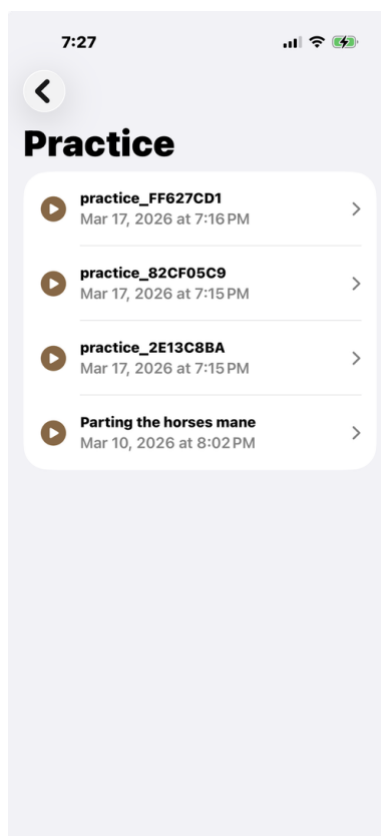 7:27
Practice
practice_FF627CD1
Mar 17, 2026 at 7:16 PM
practice_82CF05C9
Mar 17, 2026 at 7:15 PM
practice_2E13C8BA
Mar 17, 2026 at 7:15 PM
Parting the horses mane
Mar 10, 2026 at 8:02 PM